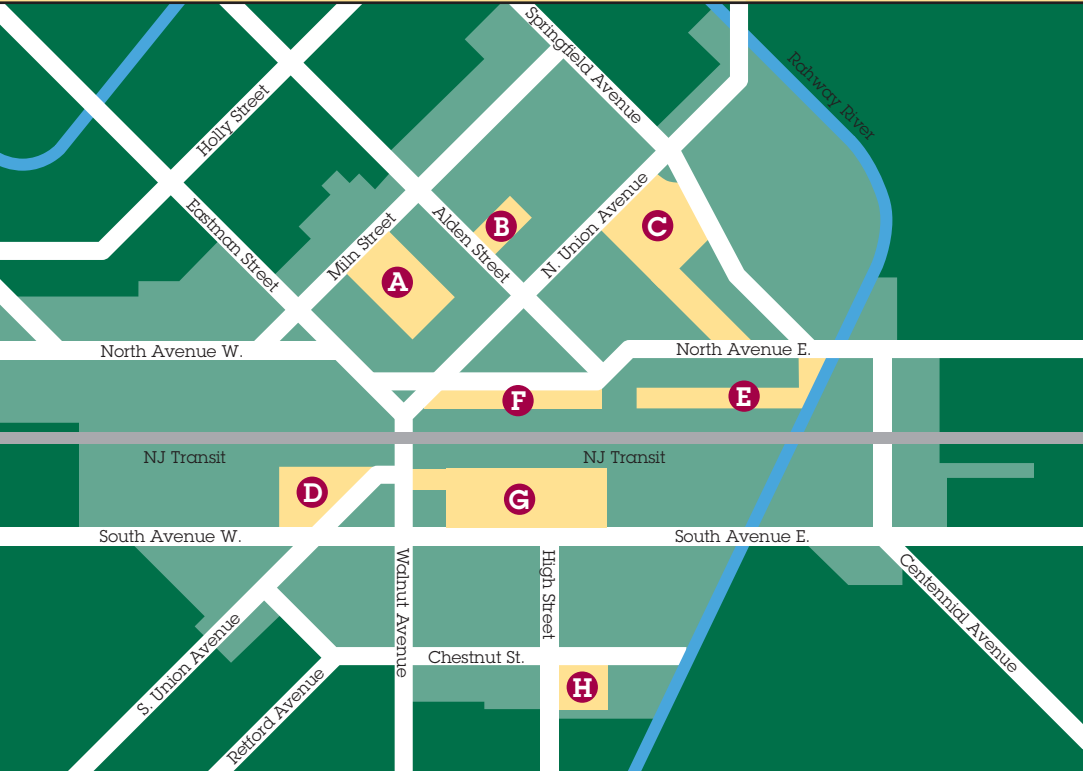 Springfield Avenue
Rahway River
Holly Street
Eastman Street
Miln Street
Alden Street
B
N. Union Avenue
C
A
North Avenue W.
North Avenue E.
F
E
NJ Transit
NJ Transit
D
G
South Avenue W.
South Avenue E.
Walnut Avenue
High Street
Centennial Avenue
S. Union Avenue
Chestnut St.
Retford Avenue
H